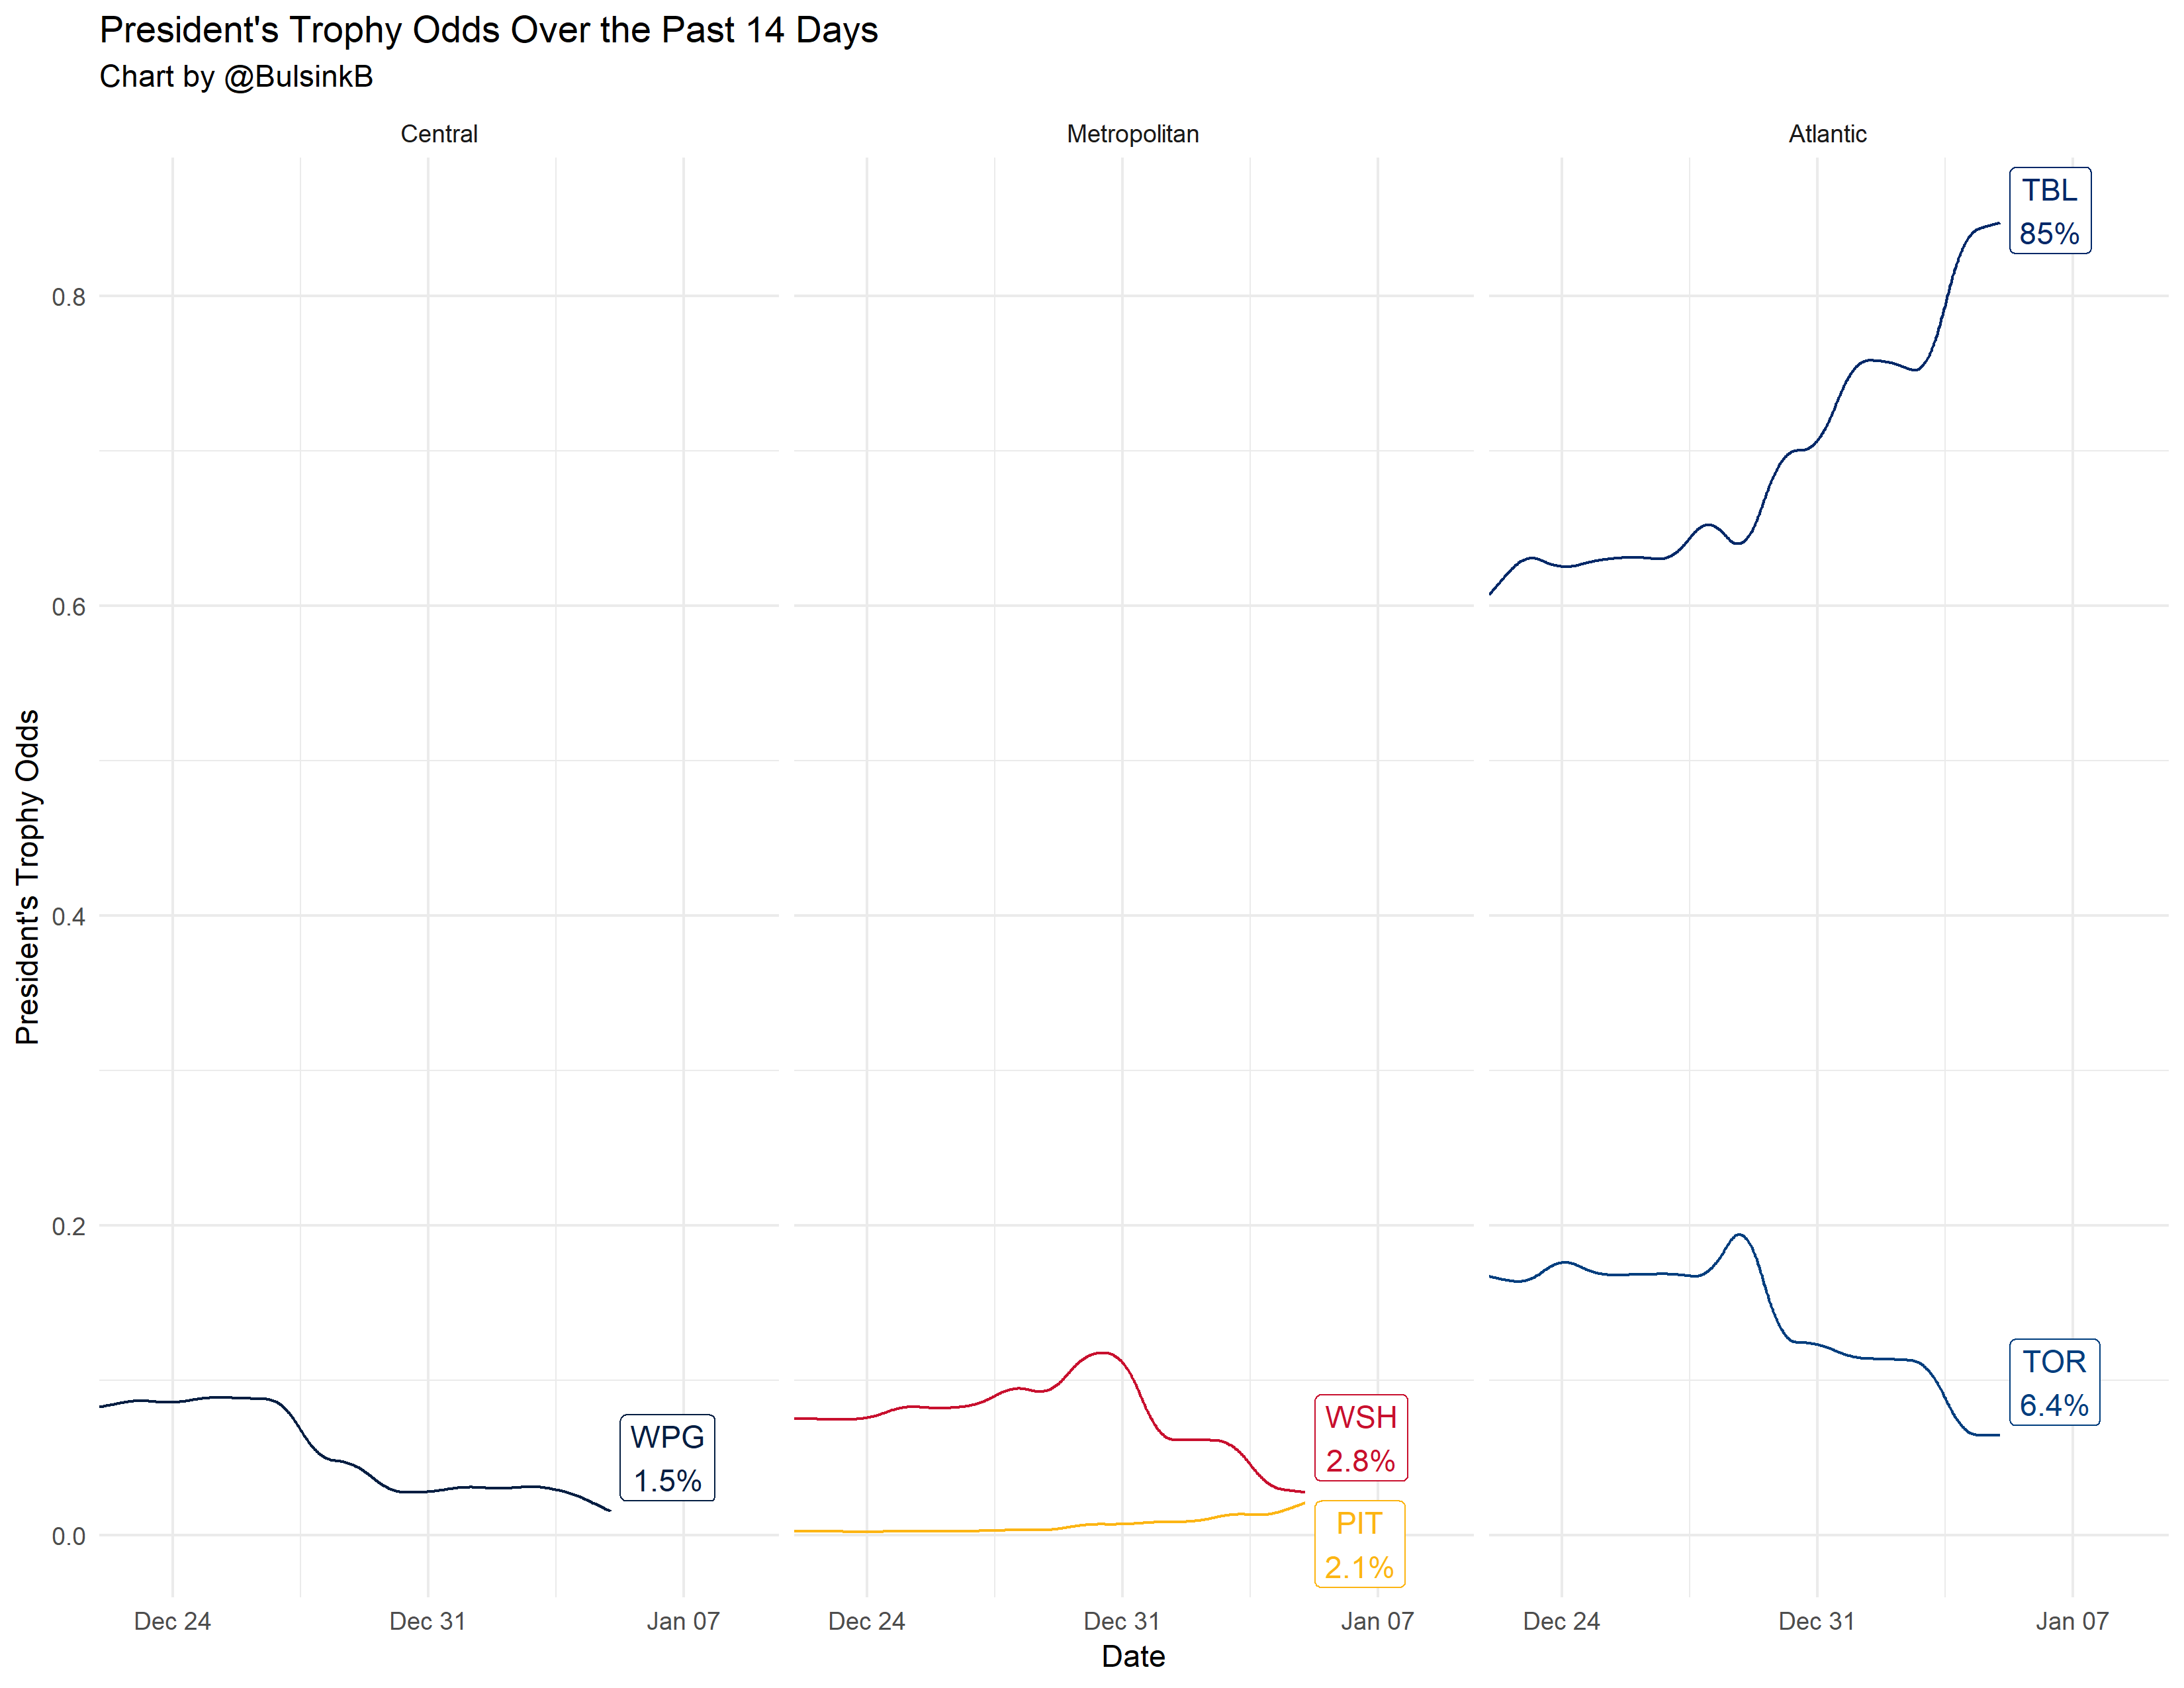 President's Trophy Odds Over the Past 14 Days
Chart by @BulsinkB
Central
Metropolitan
Atlantic
President's Trophy Odds
0.8
0.6
0.4
0.2
0.0
WPG
1.5%
WSH
2.8%
PIT
2.1%
TBL
85%
TOR
6.4%
Dec 24
Dec 31
Jan 07
Dec 24
Dec 31
Jan 07
Dec 24
Dec 31
Jan 07
Date